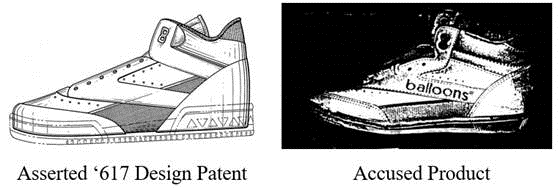 balloons
Asserted ‘617 Design Patent
Accused Product